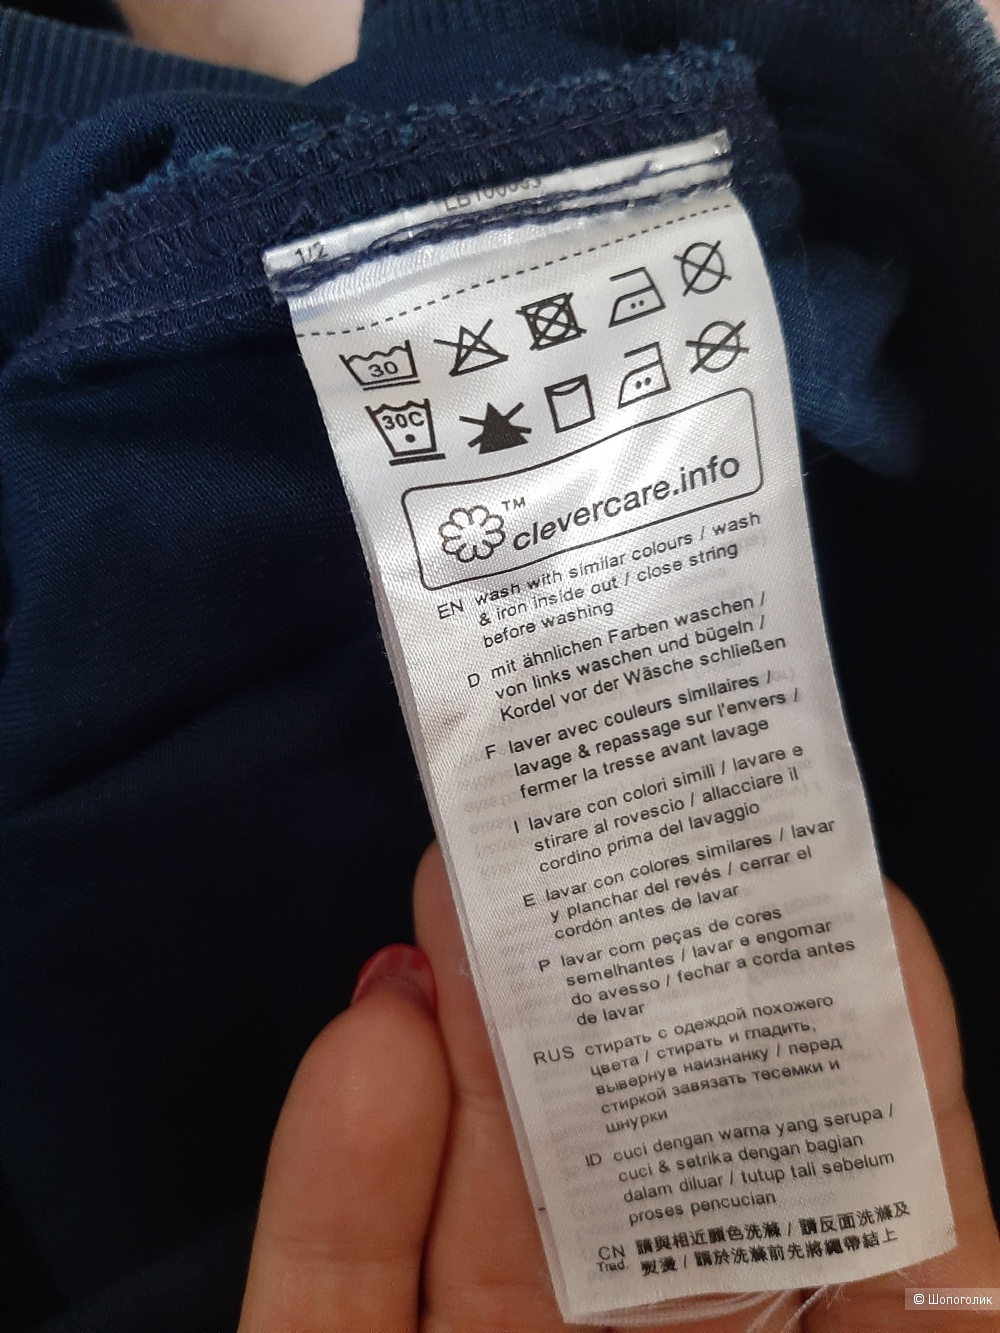 1/2
30
30C
TM
clevercare.info
EN wash with similar colours / wash
& iron inside out / close string
before washing
D mit ähnlichen Farben waschen /
von links waschen und bügeln /
Kordel vor der Wäsche schließen
F laver avec couleurs similaires /
lavage & repassage sur l'envers /
fermer la tresse avant lavage
I lavare con colori simili / lavare e
stirare al rovescio / allacciare il
cordino prima del lavaggio
E lavar con colores similares / lavar
y planchar del revés / cerrar el
cordón antes de lavar
P lavar com peças de cores
semelhantes / lavar e engomar
do avesso / fechar a corda antes
de lavar
RUS стирать с одеждой похожего
цвета / стирать и гладить,
вывернув наизнанку / перед
стиркой завязать тесемки и
шнурки
ID cuci dengan warna yang serupa /
cuci & setrika dengan bagian
dalam diluar / tutup tali sebelum
proses pencucian
CN Trad. 請與相近顏色洗滌 / 請反面洗滌及
熨燙 / 請於洗滌前先將繩帶結上
© Шопоголик